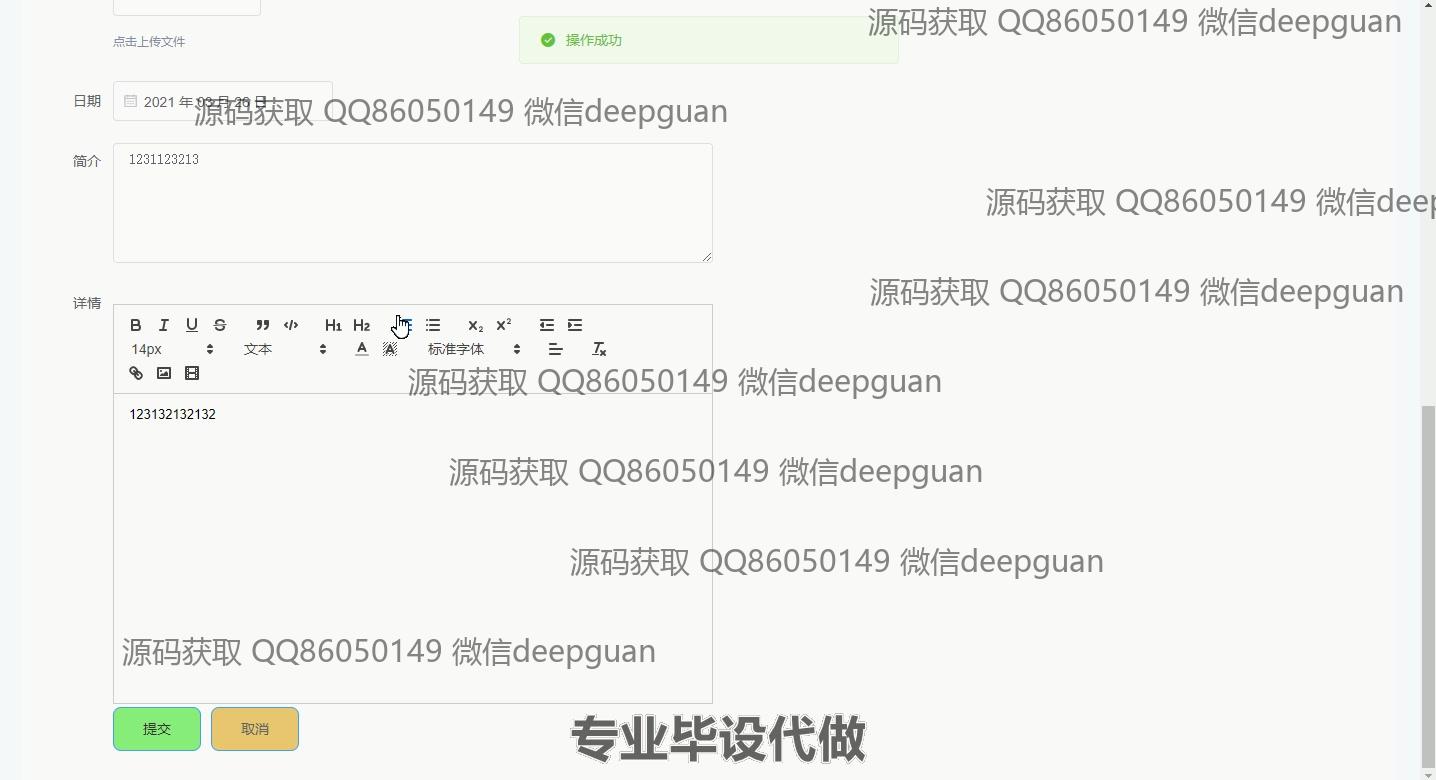 源码获取 QQ86050149 微信deepguan
点击上传文件
操作成功
日期
2021 年 03 月 26 日
源码获取 QQ86050149 微信deepguan
简介
1231123213
源码获取 QQ86050149 微信deep
源码获取 QQ86050149 微信deepguan
详情
B I U S H1 H2 X2 X2
14px 文本 A A 标准字体 Tx
源码获取 QQ86050149 微信deepguan
123132132132
源码获取 QQ86050149 微信deepguan
源码获取 QQ86050149 微信deepguan
源码获取 QQ86050149 微信deepguan
提交 取消
专业毕设代做